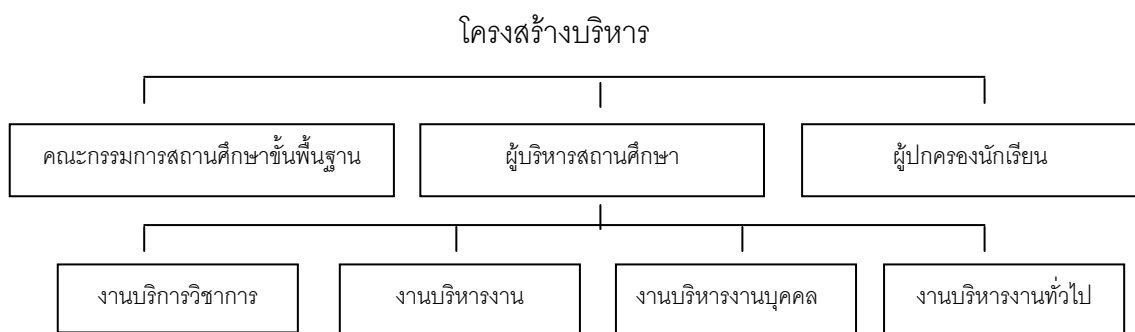 โครงสร้างบริหาร
คณะกรรมการสถานศึกษาขั้นพื้นฐาน
ผู้บริหารสถานศึกษา
ผู้ปกครองนักเรียน
งานบริการวิชาการ
งานบริหารงาน
งานบริหารงานบุคคล
งานบริหารงานทั่วไป